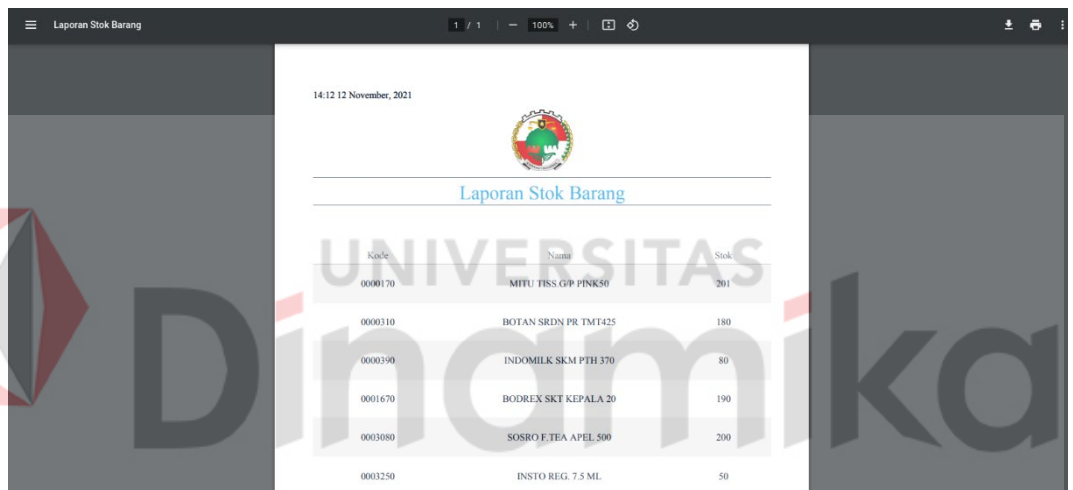 Laporan Stok Barang 1 / 1 100%
14:12 12 November, 2021
Laporan Stok Barang
UNIVERSITAS
Dinamika
Kode Nama Stok
0000170 MITU TISS G/P PINK50 201
0000310 BOTAN SRDN PR TMT425 180
0000390 INDOMILK SKM PTH 370 80
0001670 BODREX SKT KEPALA 20 190
0003080 SOSRO F.TEA APEL 500 200
0003250 INSTO REG. 7.5 ML 50